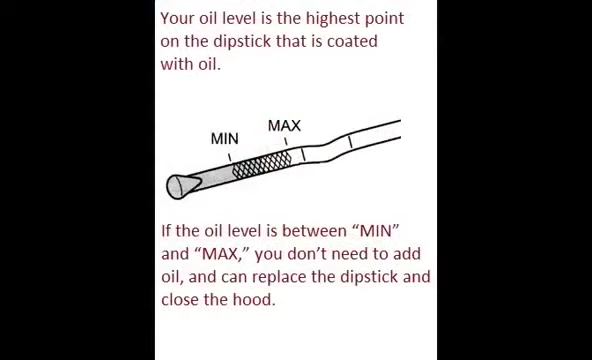 Your oil level is the highest point
on the dipstick that is coated
with oil.
MIN MAX
If the oil level is between “MIN”
and “MAX,” you don’t need to add
oil, and can replace the dipstick and
close the hood.